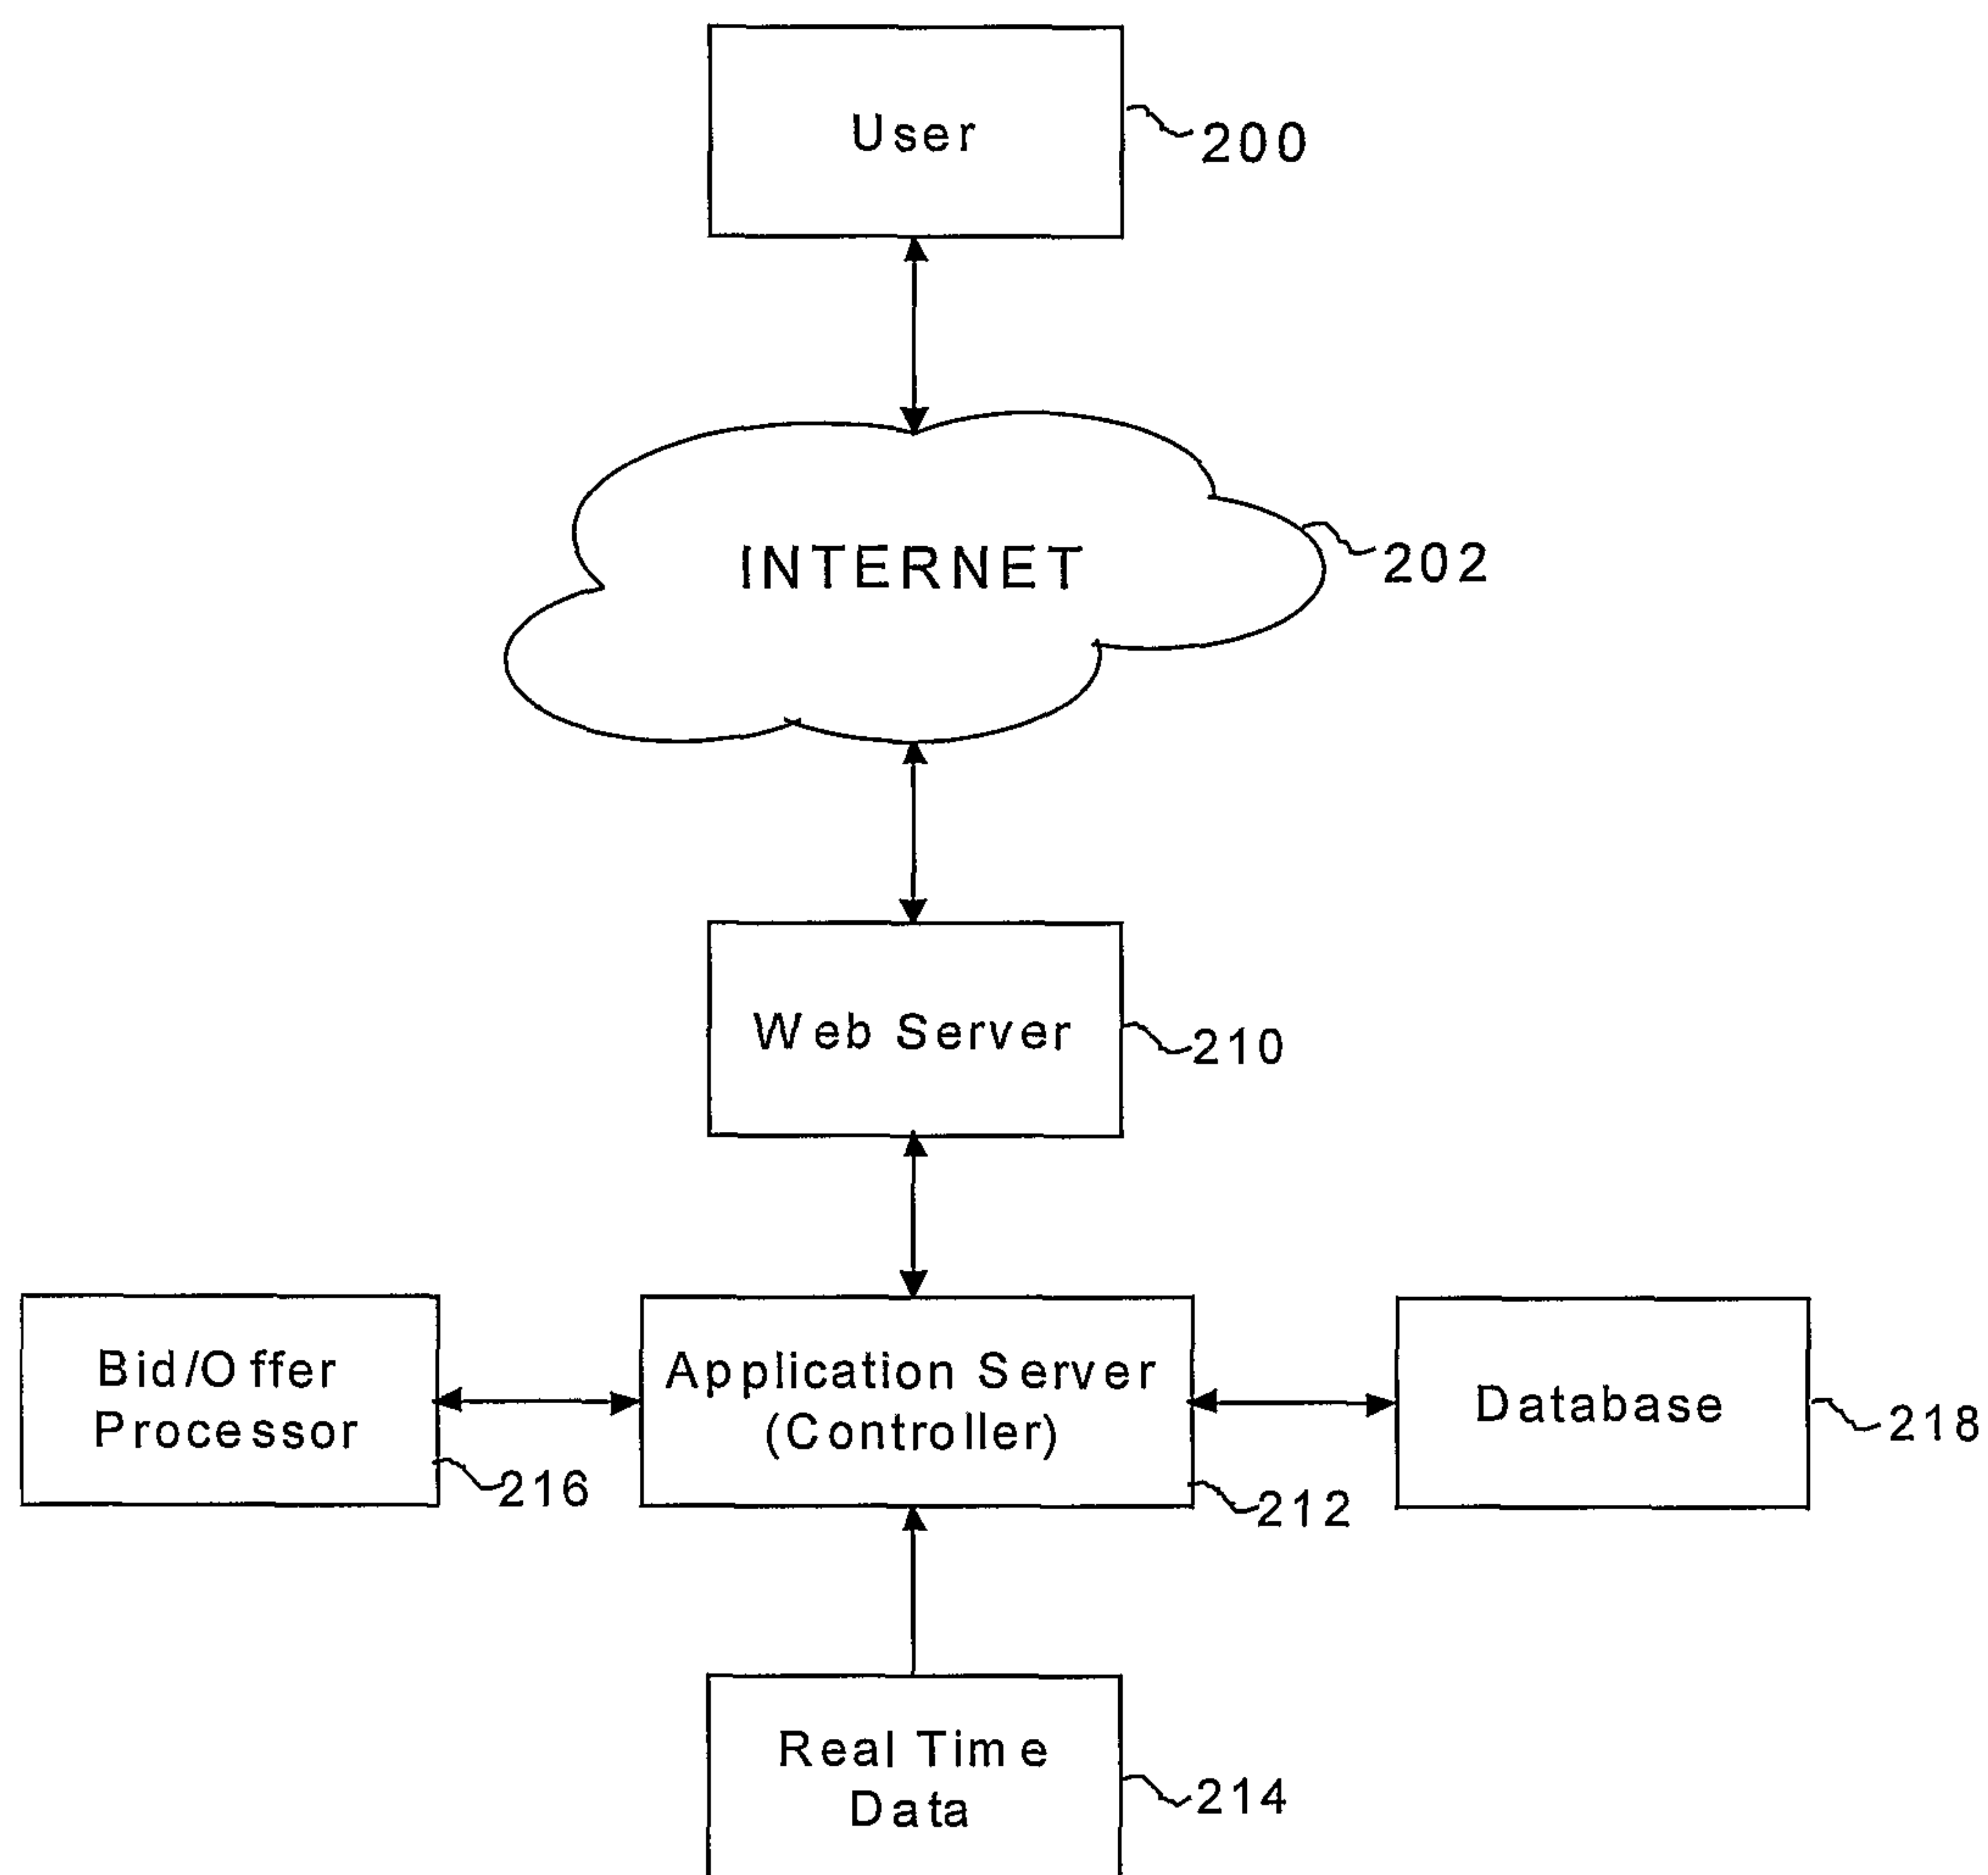 User
200
INTERNET
202
Web Server
210
Bid/Offer
Processor
216
Application Server
(Controller)
212
Database
218
Real Time
Data
214